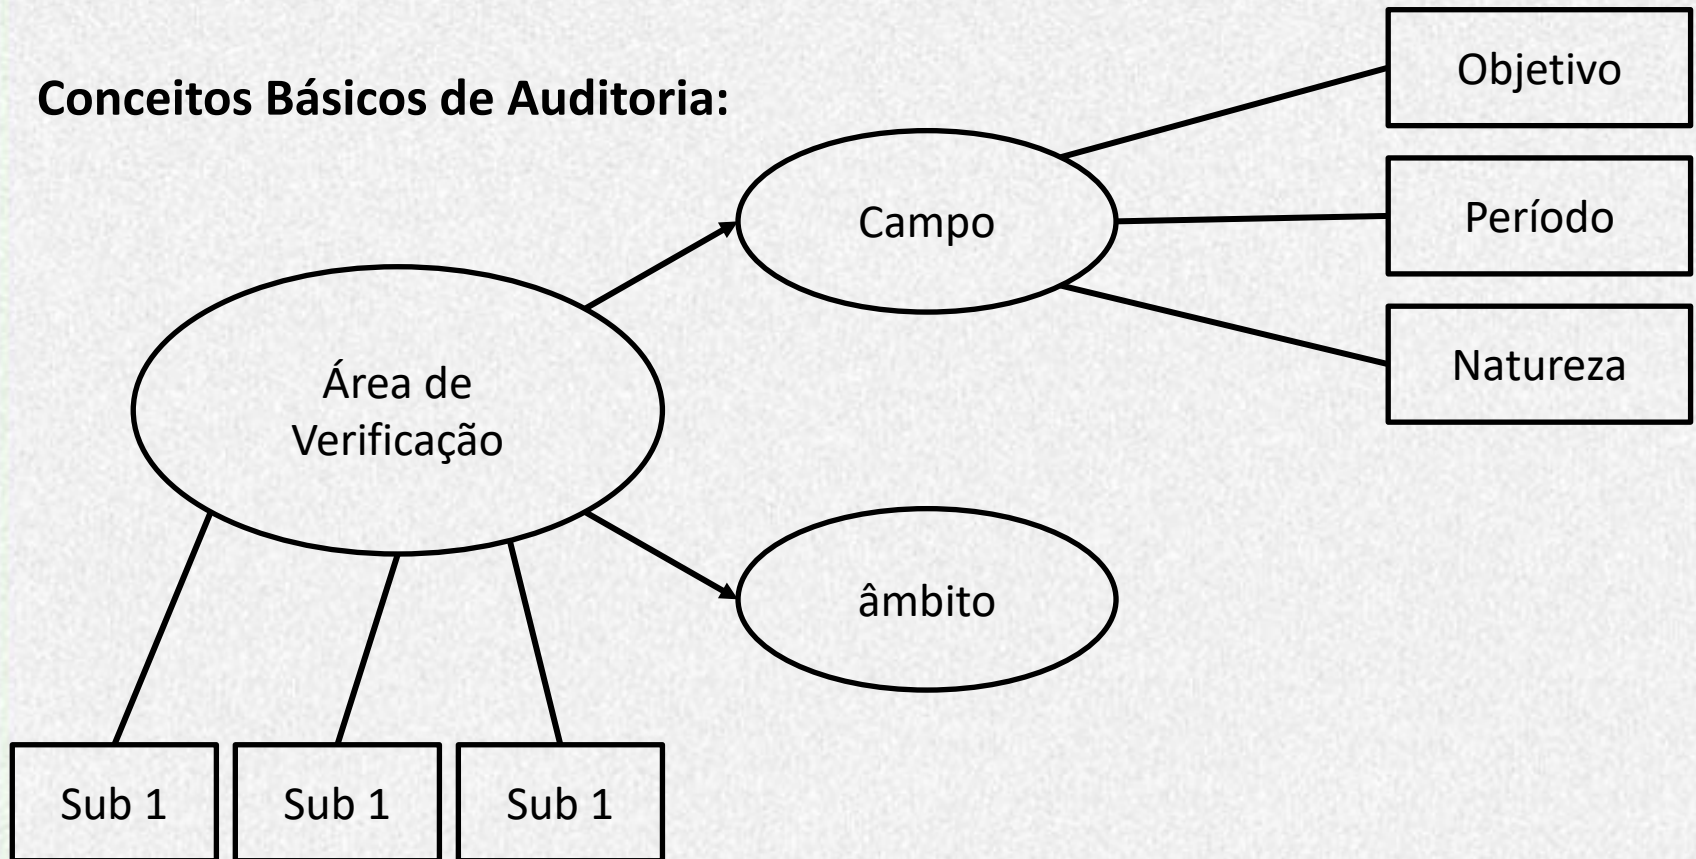 Conceitos Básicos de Auditoria:
Objetivo
Campo
Período
Natureza
Área de
Verificação
âmbito
Sub 1
Sub 1
Sub 1